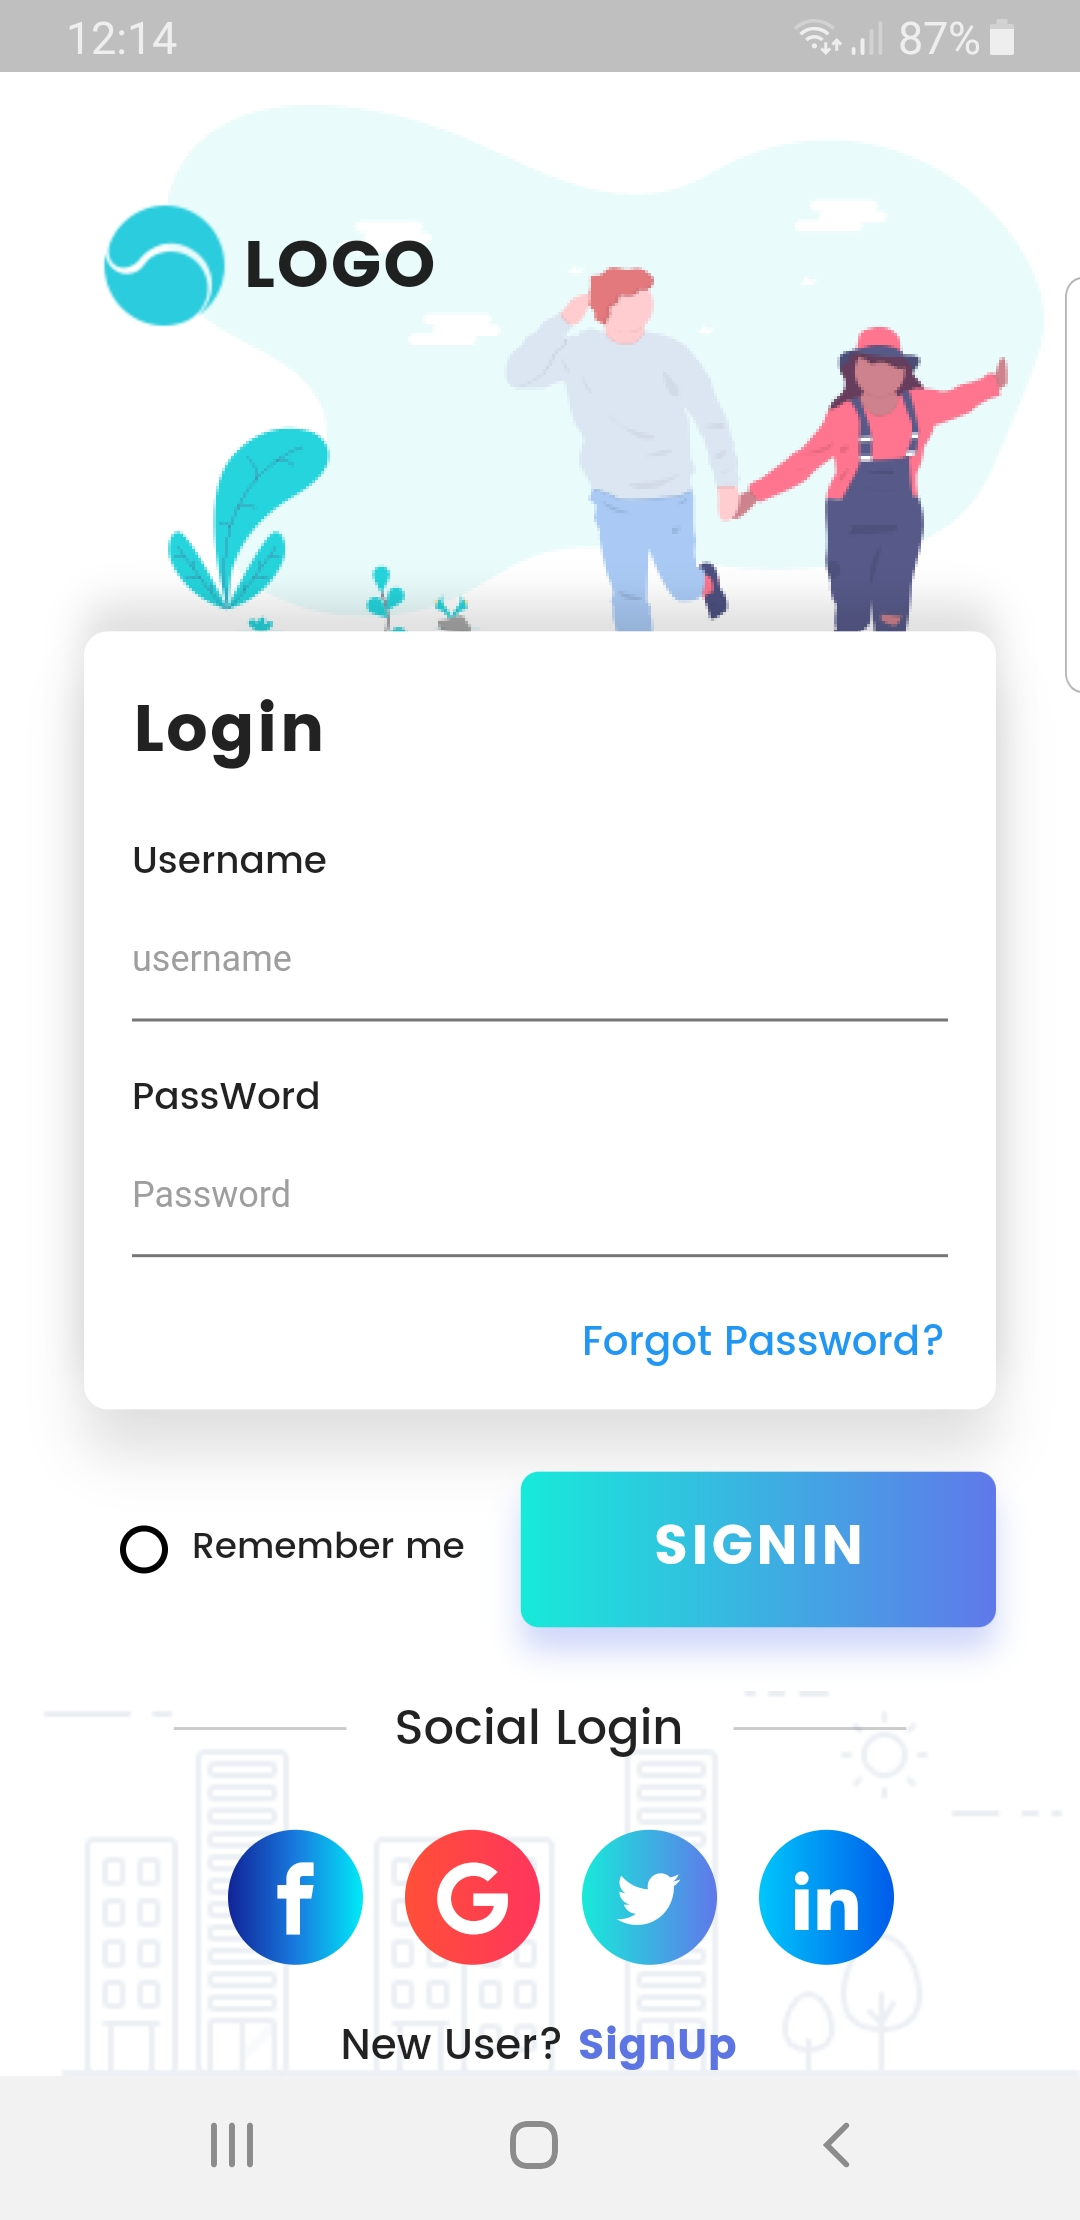 12:14 87%
LOGO
Login
Username
username
PassWord
Password
Forgot Password?
Remember me SIGNIN
Social Login
f G in
New User? SignUp